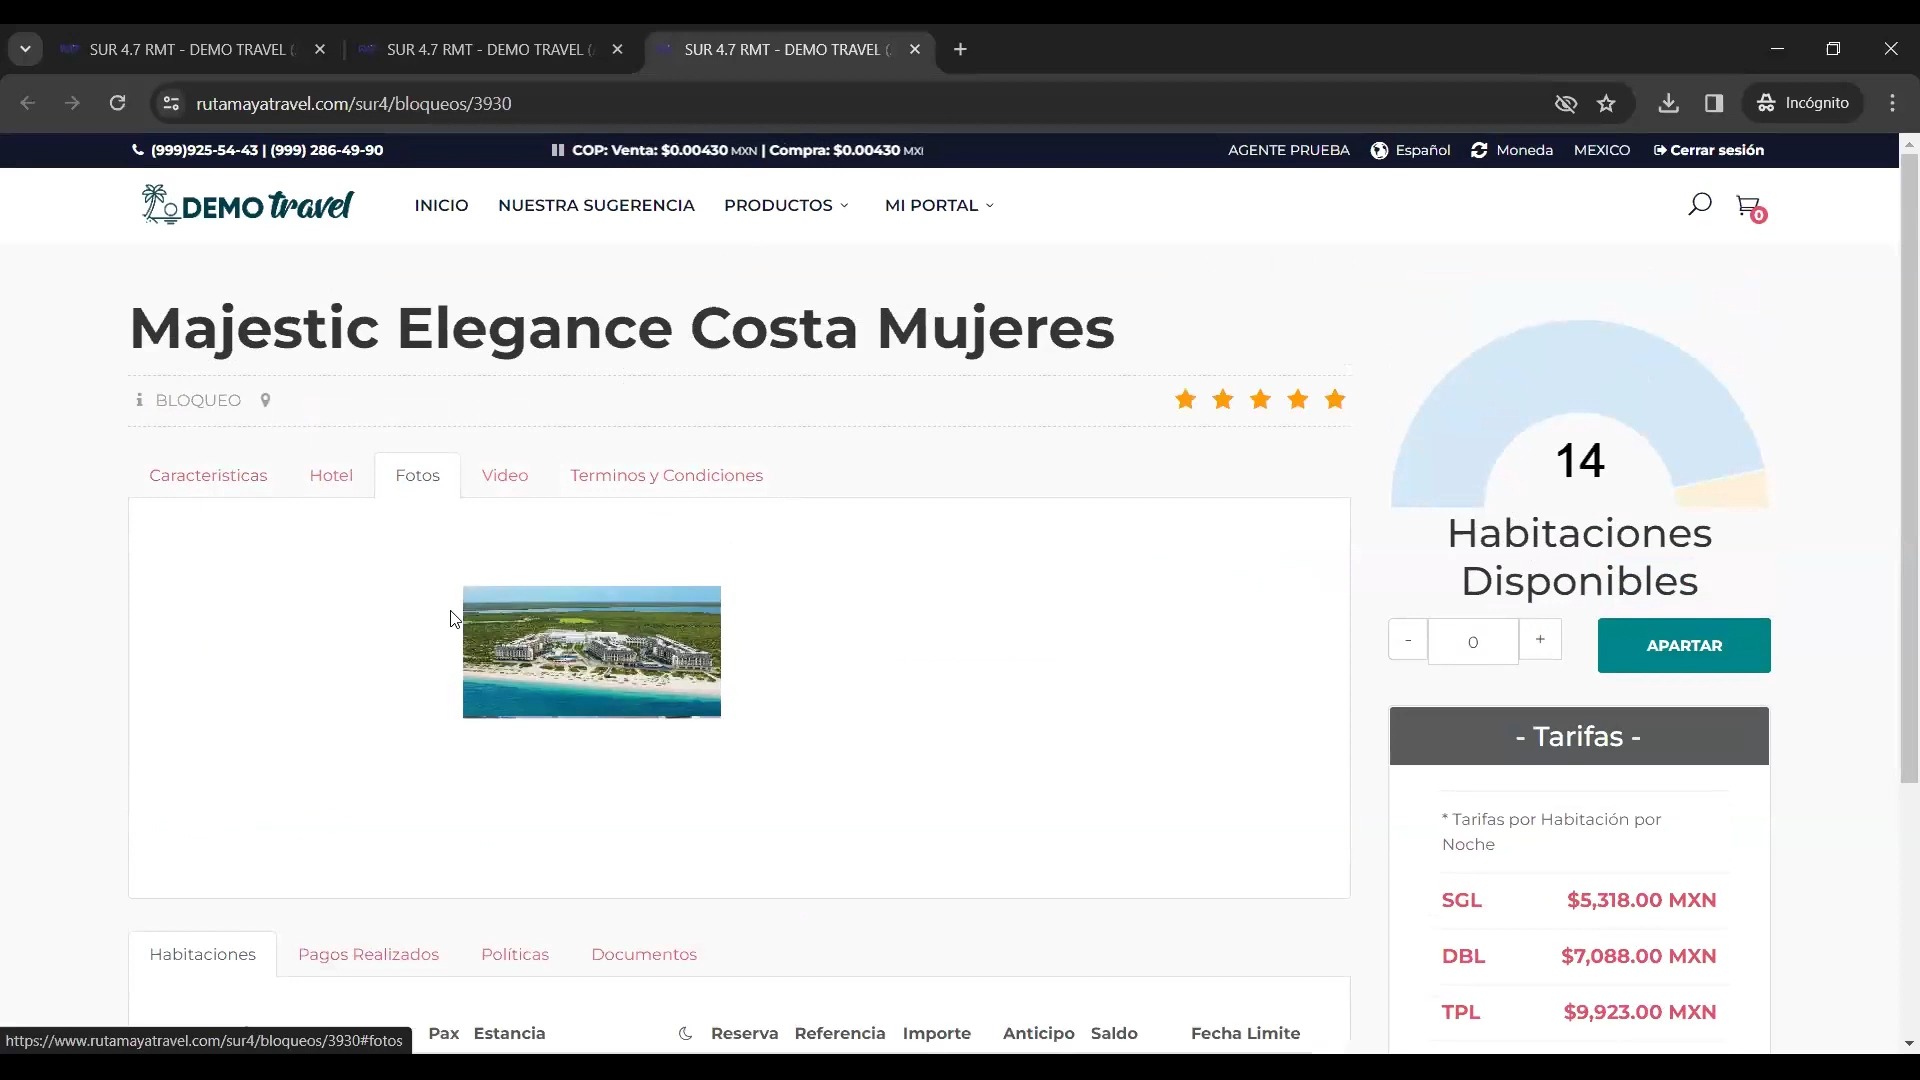 SUR 4.7 RMT - DEMO TRAVEL (
SUR 4.7 RMT - DEMO TRAVEL (
SUR 4.7 RMT - DEMO TRAVEL (
rutamayatravel.com/sur4/bloqueos/3930
Incógnito
(999)925-54-43 | (999) 286-49-90
COP: Venta: $0.00430 MXN | Compra: $0.00430 MX
AGENTE PRUEBA
Español
Moneda
MEXICO
Cerrar sesión
DEMO travel
INICIO
NUESTRA SUGERENCIA
PRODUCTOS
MI PORTAL
0
Majestic Elegance Costa Mujeres
BLOQUEO
Caracteristicas
Hotel
Fotos
Video
Terminos y Condiciones
14
Habitaciones
Disponibles
-
0
+
APARTAR
- Tarifas -
* Tarifas por Habitación por
Noche
SGL $5,318.00 MXN
DBL $7,088.00 MXN
TPL $9,923.00 MXN
Habitaciones
Pagos Realizados
Políticas
Documentos
Pax Estancia Reserva Referencia Importe Anticipo Saldo Fecha Limite
https://www.rutamayatravel.com/sur4/bloqueos/3930#fotos